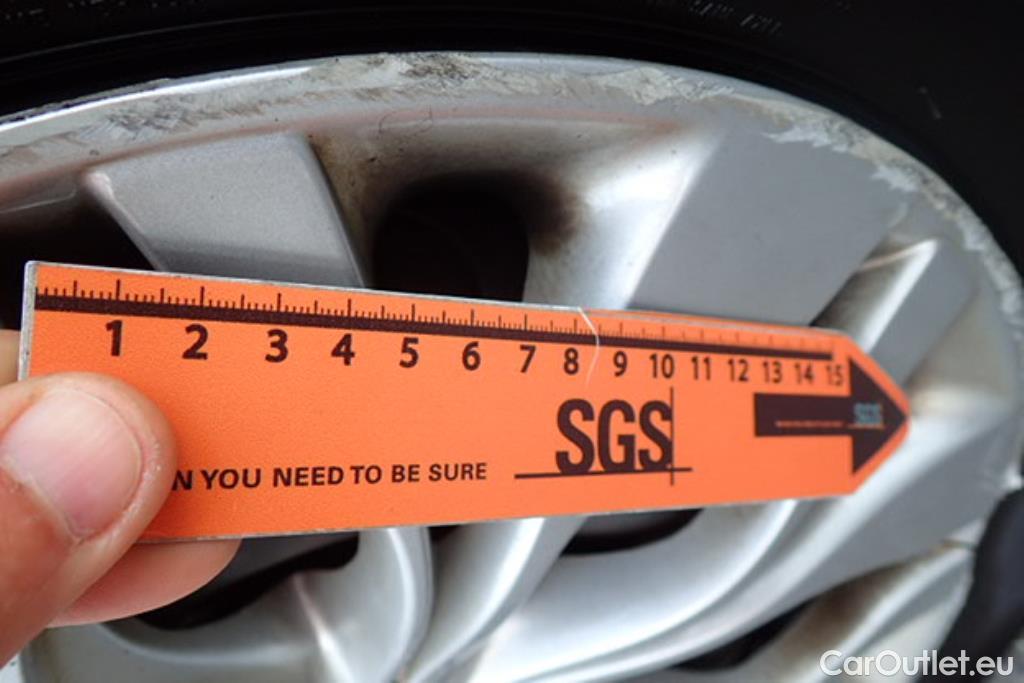 1 2 3 4 5 6 7 8 9 10 11 12 13 14 15
SGS
SGS
N YOU NEED TO BE SURE
CarOutlet.eu